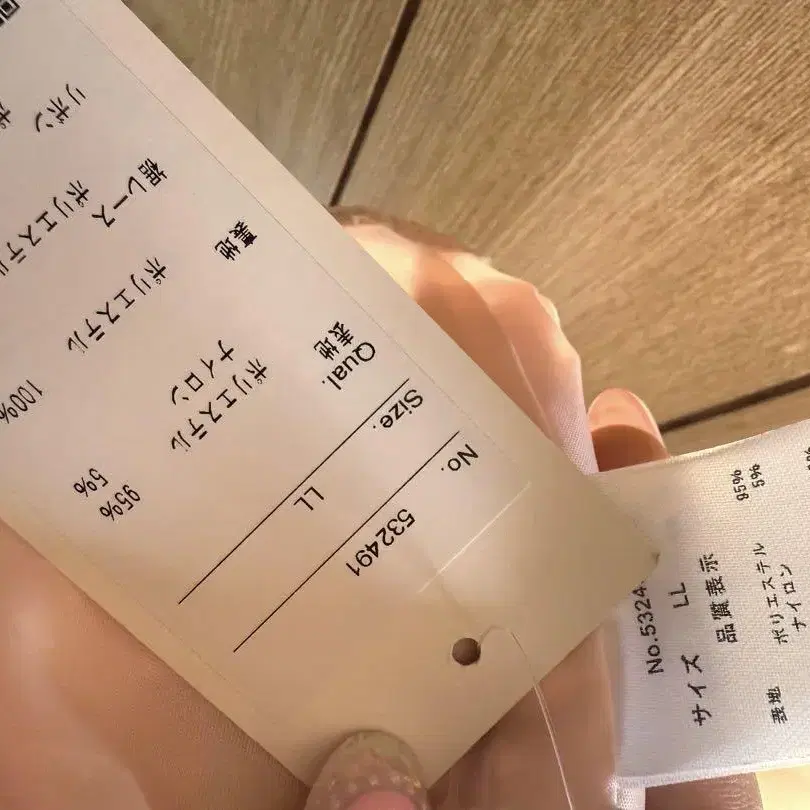 No. 532491
Size. LL
Qual.
表地 ポリエステル 95%
ナイロン 5%
裏地 ポリエステル 100%
裾レース ポリエステル
リボン
No.5324
サイズ LL
品質表示
表地 ポリエステル 95%
ナイロン 5%